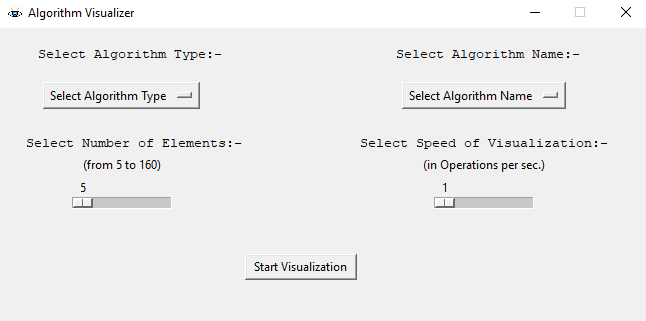 Algorithm Visualizer
Select Algorithm Type:-
Select Algorithm Name:-
Select Algorithm Type
Select Algorithm Name
Select Number of Elements:-
Select Speed of Visualization:-
(from 5 to 160)
(in Operations per sec.)
5
1
Start Visualization